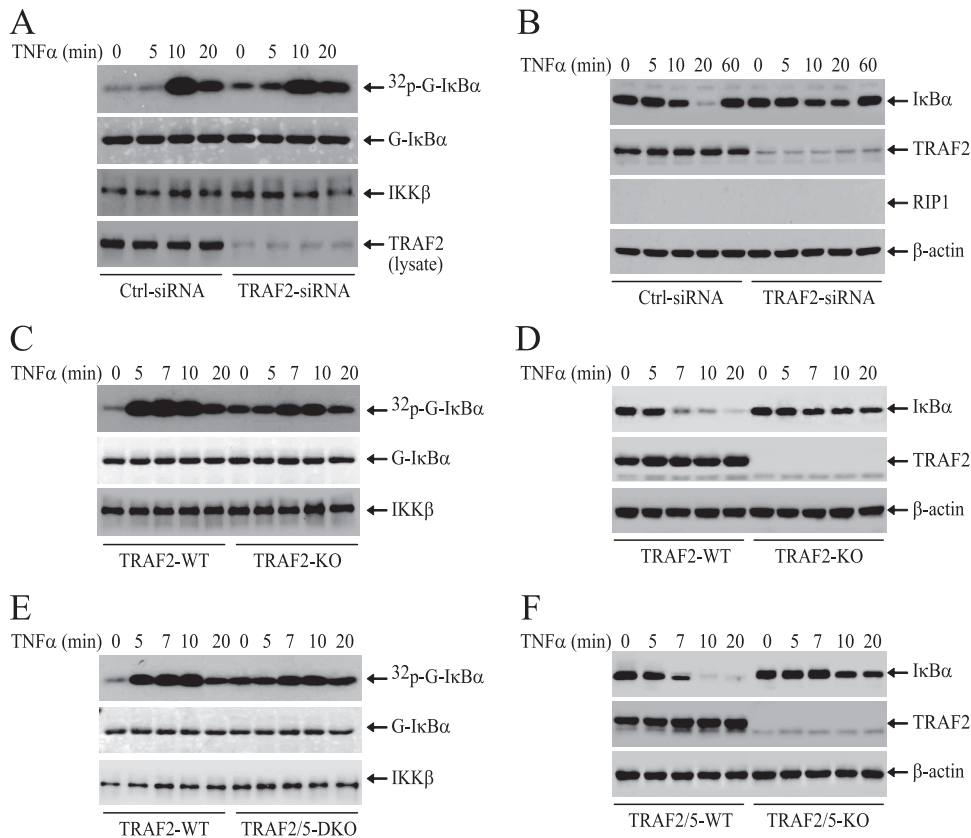 A
TNFα (min) 0 5 10 20 0 5 10 20
32p-G-IκBα
G-IκBα
IKKβ
TRAF2
(lysate)
Ctrl-siRNA TRAF2-siRNA
B
TNFα (min) 0 5 10 20 60 0 5 10 20 60
IκBα
TRAF2
RIP1
β-actin
Ctrl-siRNA TRAF2-siRNA
C
TNFα (min) 0 5 7 10 20 0 5 7 10 20
32p-G-IκBα
G-IκBα
IKKβ
TRAF2-WT TRAF2-KO
D
TNFα (min) 0 5 7 10 20 0 5 7 10 20
IκBα
TRAF2
β-actin
TRAF2-WT TRAF2-KO
E
TNFα (min) 0 5 7 10 20 0 5 7 10 20
32p-G-IκBα
G-IκBα
IKKβ
TRAF2-WT TRAF2/5-DKO
F
TNFα (min) 0 5 7 10 20 0 5 7 10 20
IκBα
TRAF2
β-actin
TRAF2/5-WT TRAF2/5-KO